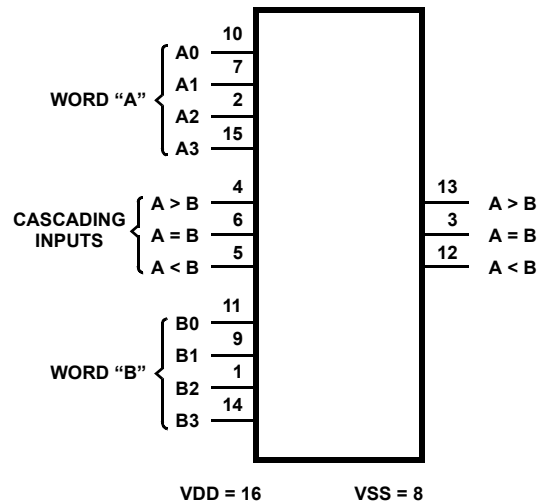 10
A0
7
A1
WORD “A”
2
A2
15
A3
4
A > B
13
A > B
CASCADING
INPUTS
6
A = B
3
A = B
5
A < B
12
A < B
11
B0
9
B1
WORD “B”
1
B2
14
B3
VDD = 16 VSS = 8